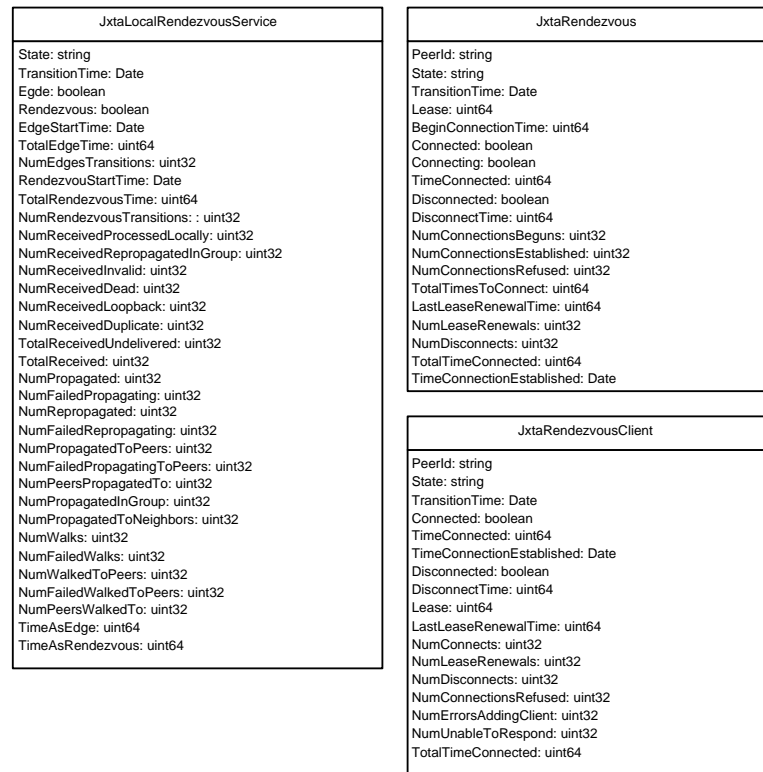 JxtaLocalRendezvousService
State: string
TransitionTime: Date
Egde: boolean
Rendezvous: boolean
EdgeStartTime: Date
TotalEdgeTime: uint64
NumEdgesTransitions: uint32
RendezvouStartTime: Date
TotalRendezvousTime: uint64
NumRendezvousTransitions: : uint32
NumReceivedProcessedLocally: uint32
NumReceivedRepropagatedInGroup: uint32
NumReceivedInvalid: uint32
NumReceivedDead: uint32
NumReceivedLoopback: uint32
NumReceivedDuplicate: uint32
TotalReceivedUndelivered: uint32
TotalReceived: uint32
NumPropagated: uint32
NumFailedPropagating: uint32
NumRepropagated: uint32
NumFailedRepropagating: uint32
NumPropagatedToPeers: uint32
NumFailedPropagatingToPeers: uint32
NumPeersPropagatedTo: uint32
NumPropagatedInGroup: uint32
NumPropagatedToNeighbors: uint32
NumWalks: uint32
NumFailedWalks: uint32
NumWalkedToPeers: uint32
NumFailedWalkedToPeers: uint32
NumPeersWalkedTo: uint32
TimeAsEdge: uint64
TimeAsRendezvous: uint64
JxtaRendezvous
PeerId: string
State: string
TransitionTime: Date
Lease: uint64
BeginConnectionTime: uint64
Connected: boolean
Connecting: boolean
TimeConnected: uint64
Disconnected: boolean
DisconnectTime: uint64
NumConnectionsBeguns: uint32
NumConnectionsEstablished: uint32
NumConnectionsRefused: uint32
TotalTimesToConnect: uint64
LastLeaseRenewalTime: uint64
NumLeaseRenewals: uint32
NumDisconnects: uint32
TotalTimeConnected: uint64
TimeConnectionEstablished: Date
JxtaRendezvousClient
PeerId: string
State: string
TransitionTime: Date
Connected: boolean
TimeConnected: uint64
TimeConnectionEstablished: Date
Disconnected: boolean
DisconnectTime: uint64
Lease: uint64
LastLeaseRenewalTime: uint64
NumConnects: uint32
NumLeaseRenewals: uint32
NumDisconnects: uint32
NumConnectionsRefused: uint32
NumErrorsAddingClient: uint32
NumUnableToRespond: uint32
TotalTimeConnected: uint64